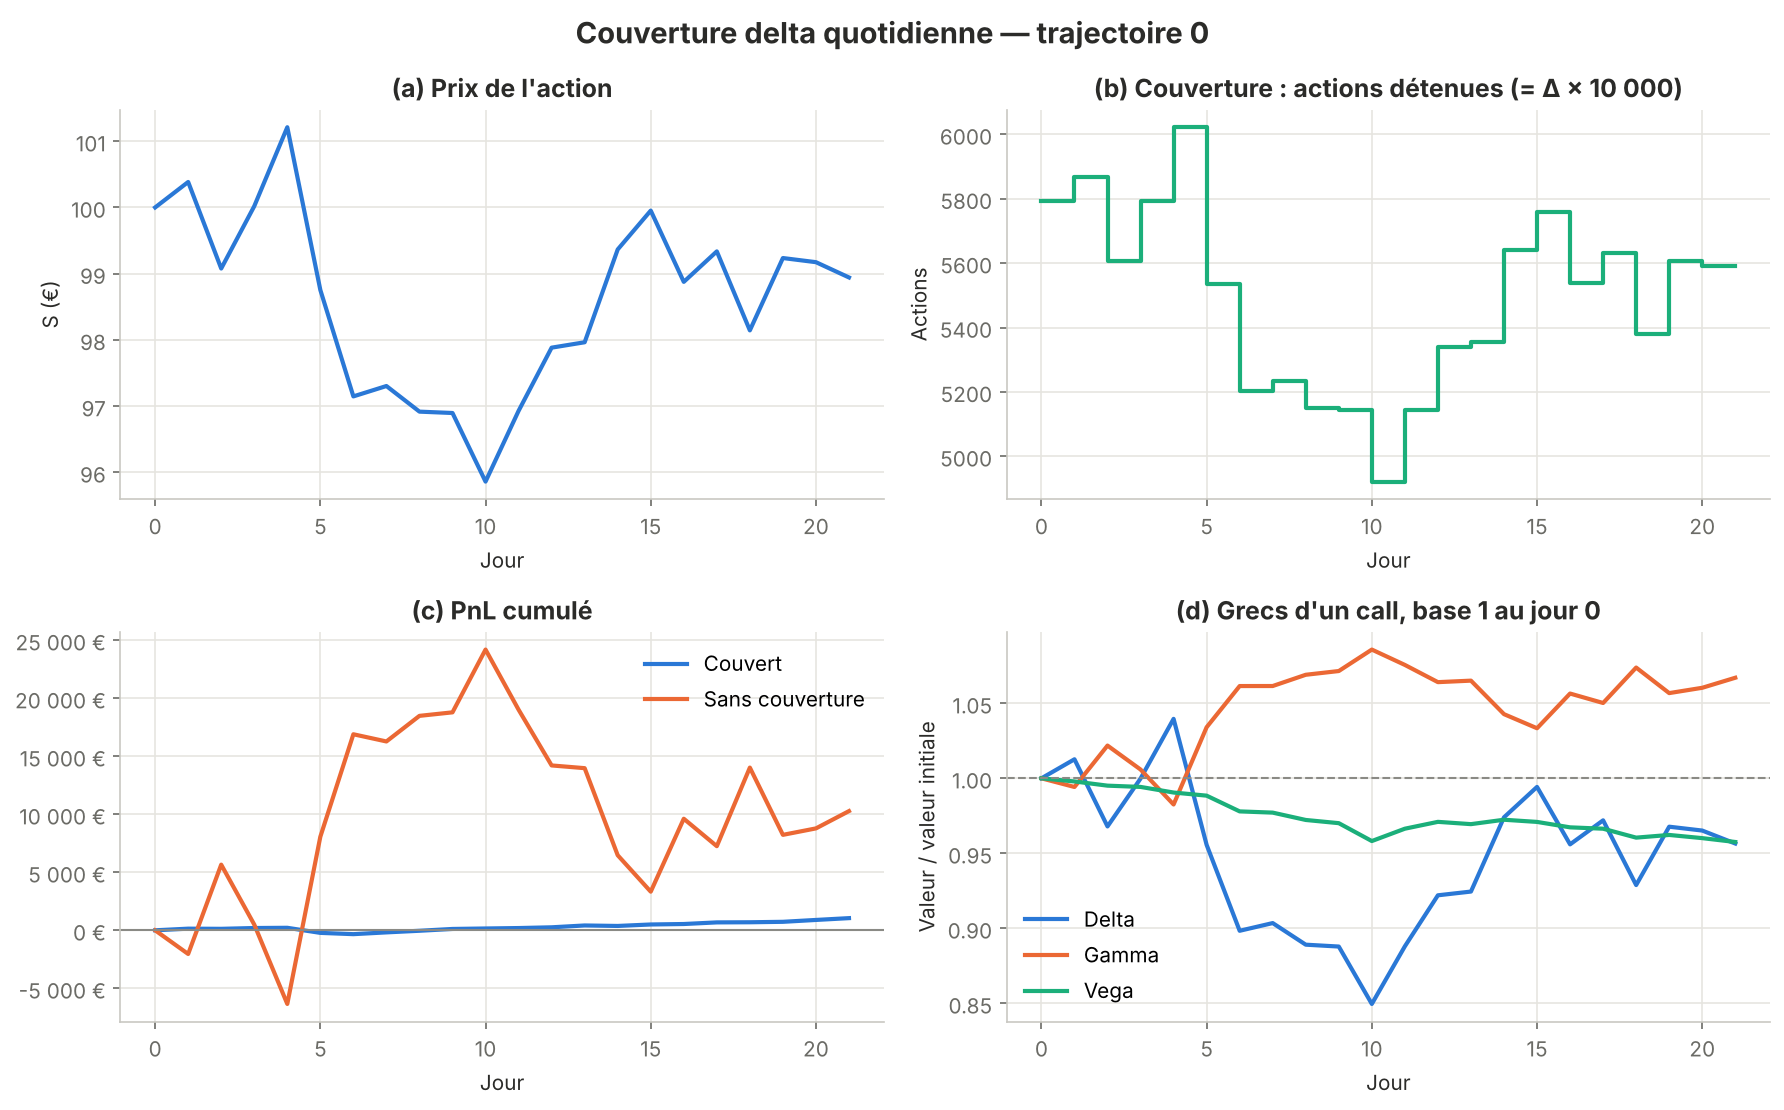 Couverture delta quotidienne — trajectoire 0
(a) Prix de l'action
S (€)
101
100
99
98
97
96
0 5 10 15 20
Jour
(b) Couverture : actions détenues (= Δ × 10 000)
Actions
6000
5800
5600
5400
5200
5000
0 5 10 15 20
Jour
(c) PnL cumulé
25 000 €
20 000 €
15 000 €
10 000 €
5 000 €
0 €
-5 000 €
Couvert
Sans couverture
0 5 10 15 20
Jour
(d) Grecs d'un call, base 1 au jour 0
Valeur / valeur initiale
1.05
1.00
0.95
0.90
0.85
Delta
Gamma
Vega
0 5 10 15 20
Jour